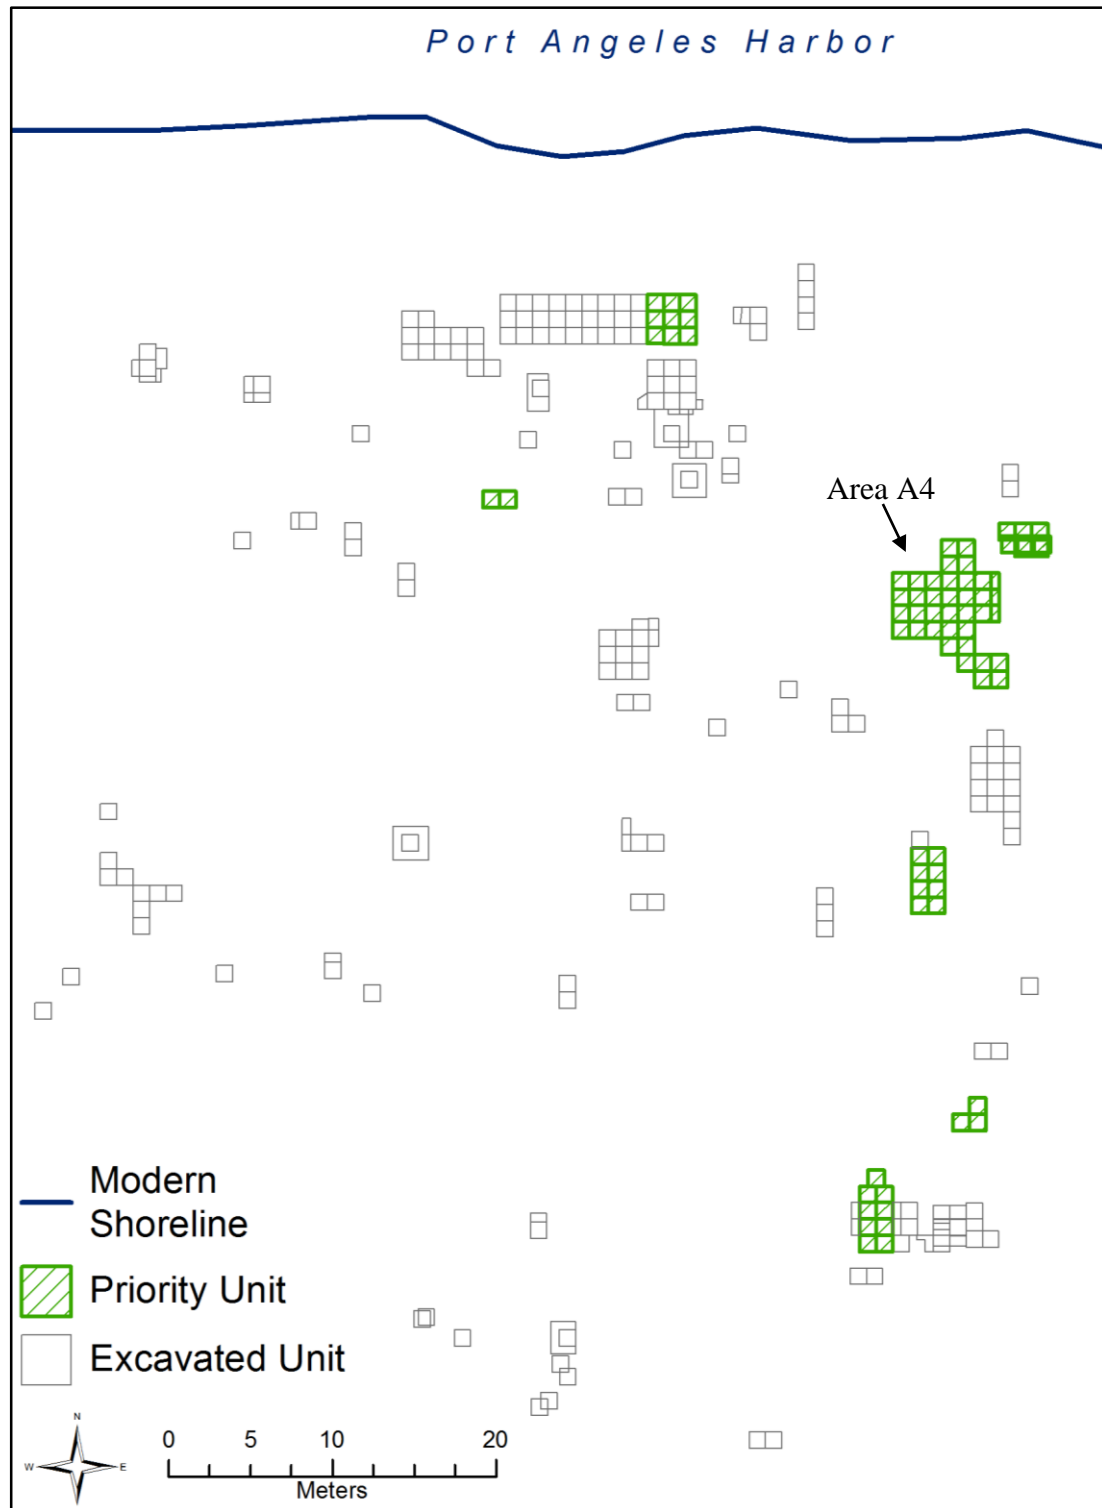 Port Angeles Harbor
Area A4
Modern
Shoreline
Priority Unit
Excavated Unit
N
W E
S
0 5 10 20
Meters